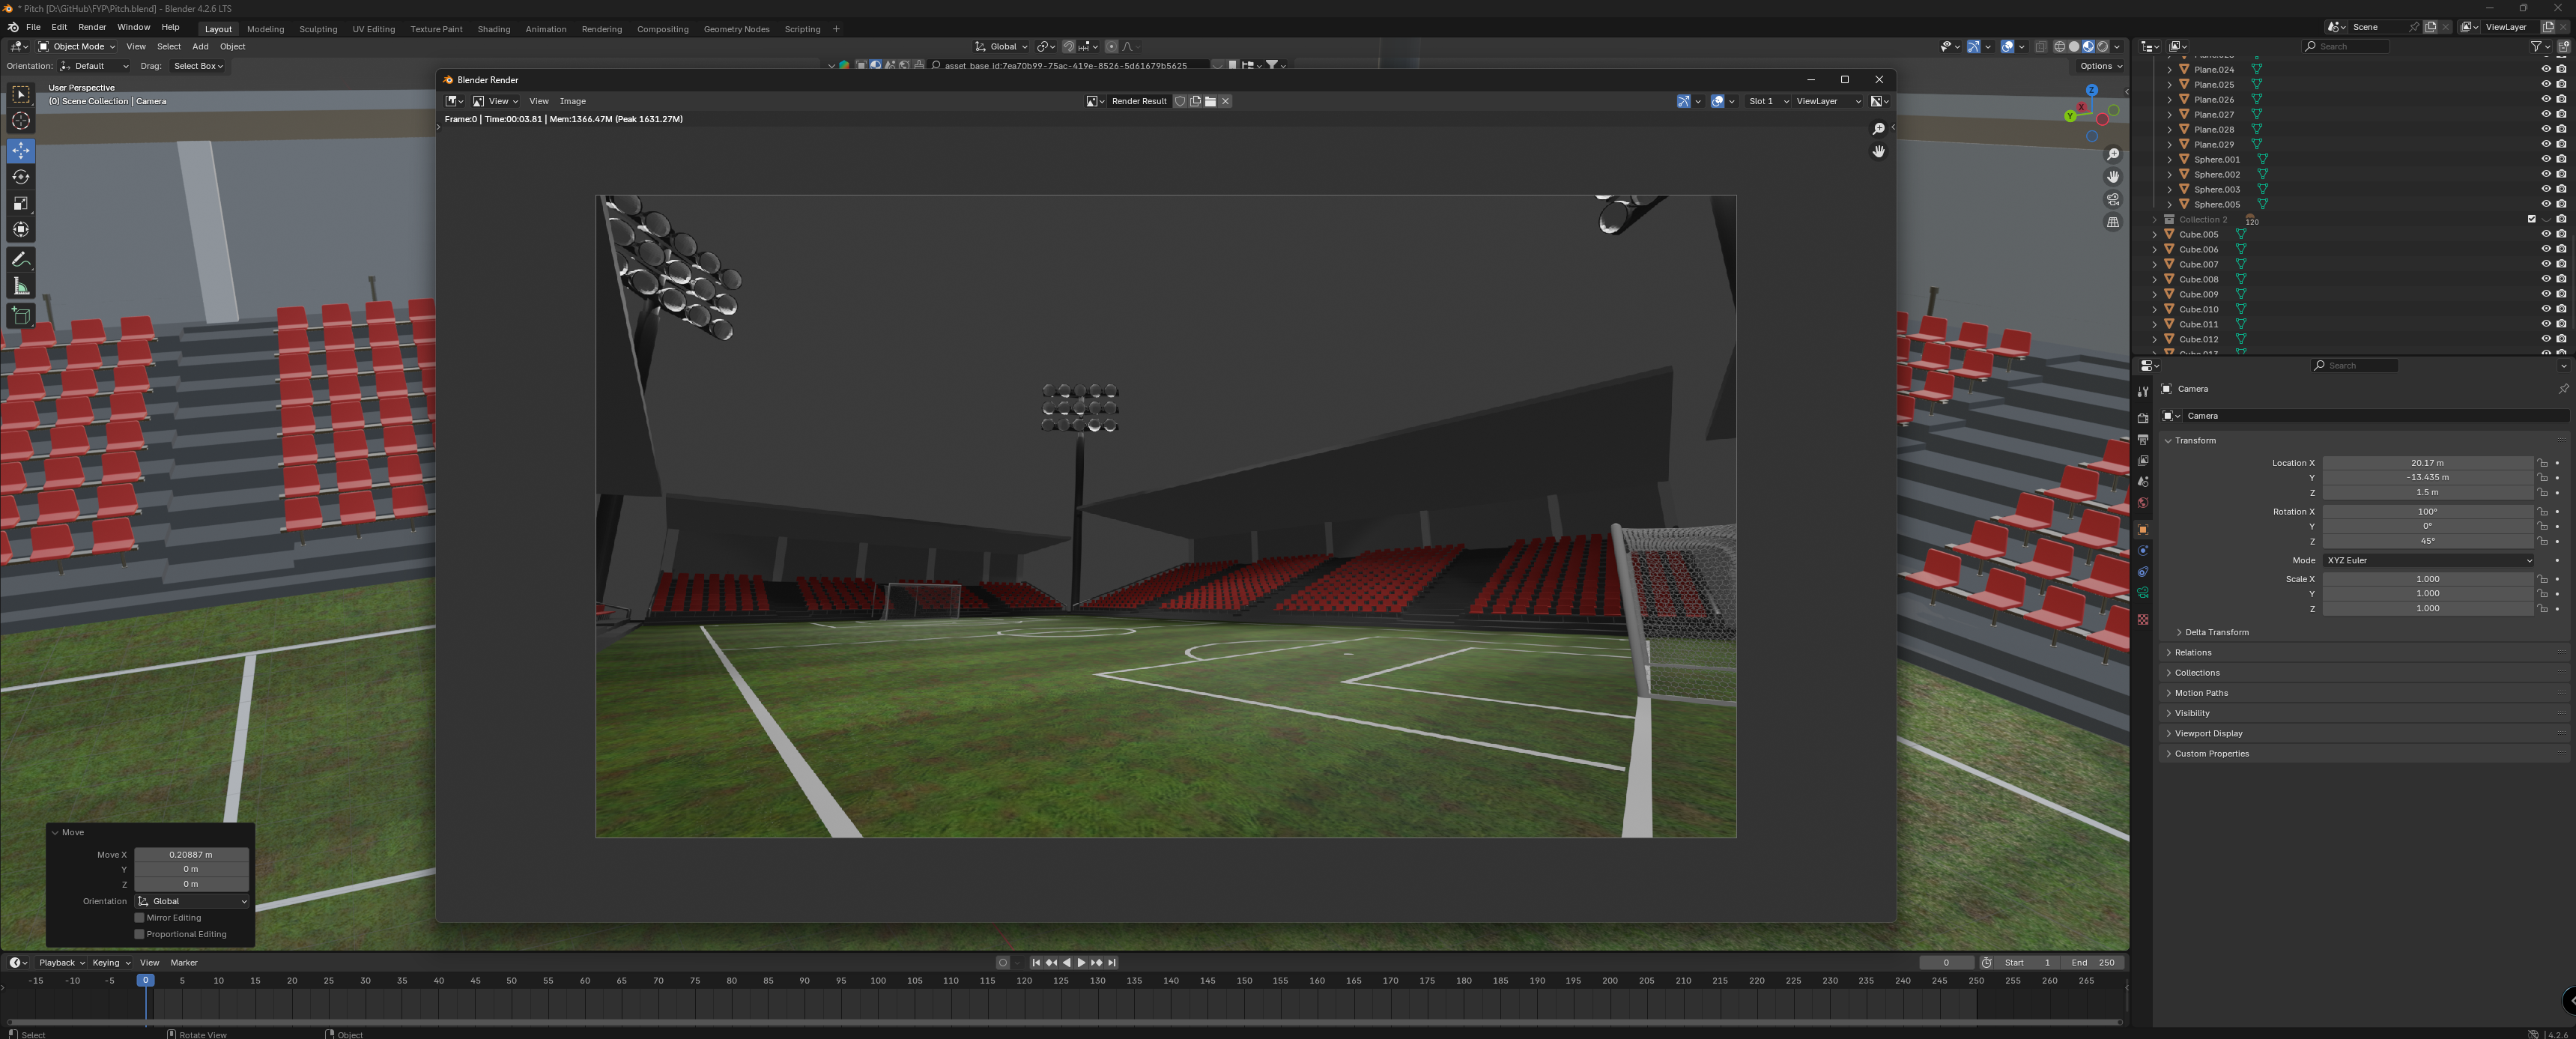 * Pitch [D:\GitHub\FYP\Pitch.blend] - Blender 4.2.6 LTS
File Edit Render Window Help
Layout Modeling Sculpting UV Editing Texture Paint Shading Animation Rendering Compositing Geometry Nodes Scripting +
Scene ViewLayer
Object Mode View Select Add Object
Global
Search
Orientation: Default Drag: Select Box
asset_base_id:7ea70b99-75ac-419e-8526-5d61679b5625
Options
User Perspective
(0) Scene Collection | Camera
Z
X
Y
Blender Render
View View Image
Render Result
Slot 1 ViewLayer
Frame:0 | Time:00:03.81 | Mem:1366.47M (Peak 1631.27M)
Plane.024
Plane.025
Plane.026
Plane.027
Plane.028
Plane.029
Sphere.001
Sphere.002
Sphere.003
Sphere.005
Collection 2 120
Cube.005
Cube.006
Cube.007
Cube.008
Cube.009
Cube.010
Cube.011
Cube.012
Cube.013
Search
Camera
Camera
Transform
Location X 20.17 m
Y -13.435 m
Z 1.5 m
Rotation X 100°
Y 0°
Z 45°
Mode XYZ Euler
Scale X 1.000
Y 1.000
Z 1.000
Delta Transform
Relations
Collections
Motion Paths
Visibility
Viewport Display
Custom Properties
Move
Move X 0.20887 m
Y 0 m
Z 0 m
Orientation Global
Mirror Editing
Proportional Editing
Playback Keying View Marker
0 Start 1 End 250
-15 -10 -5 0 5 10 15 20 25 30 35 40 45 50 55 60 65 70 75 80 85 90 95 100 105 110 115 120 125 130 135 140 145 150 155 160 165 170 175 180 185 190 195 200 205 210 215 220 225 230 235 240 245 250 255 260 265
Select Rotate View Object
4.2.6